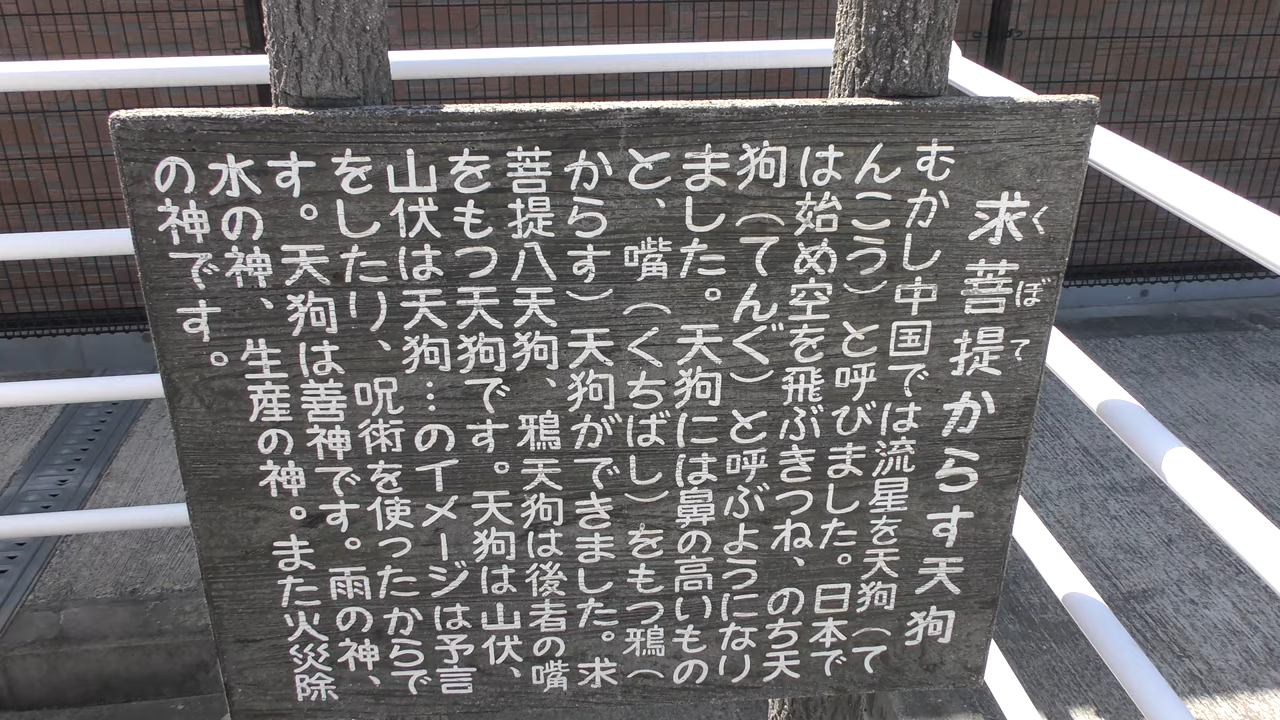 求菩提からす天狗
くぼて
むかし中国では流星を天狗（て
んこう）と呼びました。日本で
は始め空を飛ぶきつね、のち天
狗（てんぐ）と呼ぶようになり
ました。天狗には鼻の高いもの
と、嘴（くちばし）をもつ鴉（
からす）天狗ができました。求
菩提八天狗、鴉天狗は後者の嘴
をもつ天狗です。天狗は山伏、
山伏は天狗…のイメージは予言
をしたり、呪術を使ったからで
す。天狗は善神です。雨の神、
水の神、生産の神。また火災除
の神です。